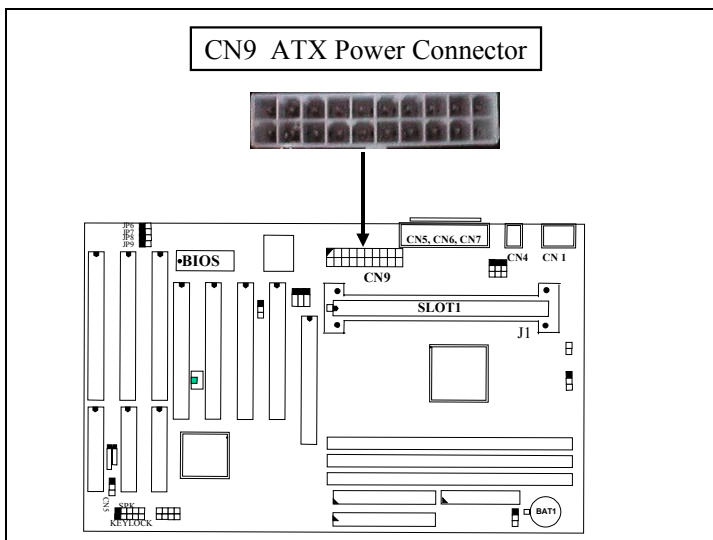 CN9 ATX Power Connector
JP6
JP7
JP8
JP9
BIOS
CN5, CN6, CN7
CN4
CN 1
CN9
SLOT1
J1
CN5
SPK
KEYLOCK
BAT1